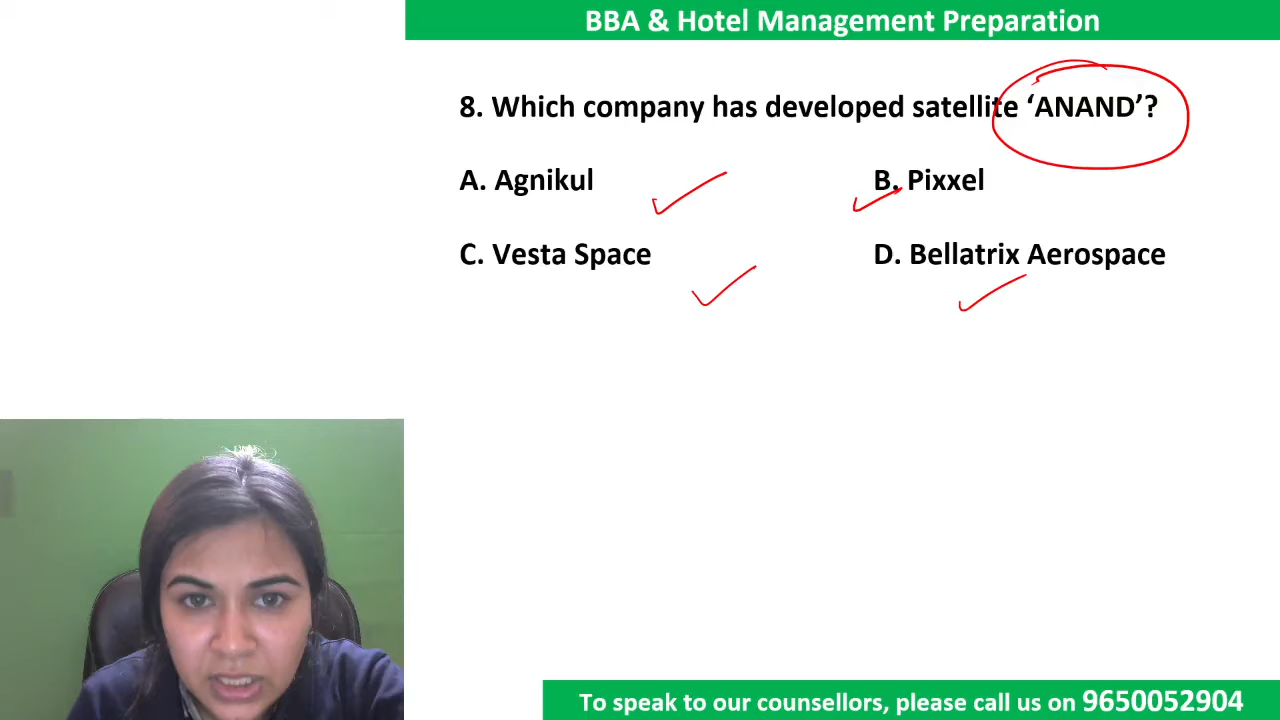 BBA & Hotel Management Preparation
8. Which company has developed satellite ‘ANAND’?
A. Agnikul
B. Pixxel
C. Vesta Space
D. Bellatrix Aerospace
To speak to our counsellors, please call us on 9650052904